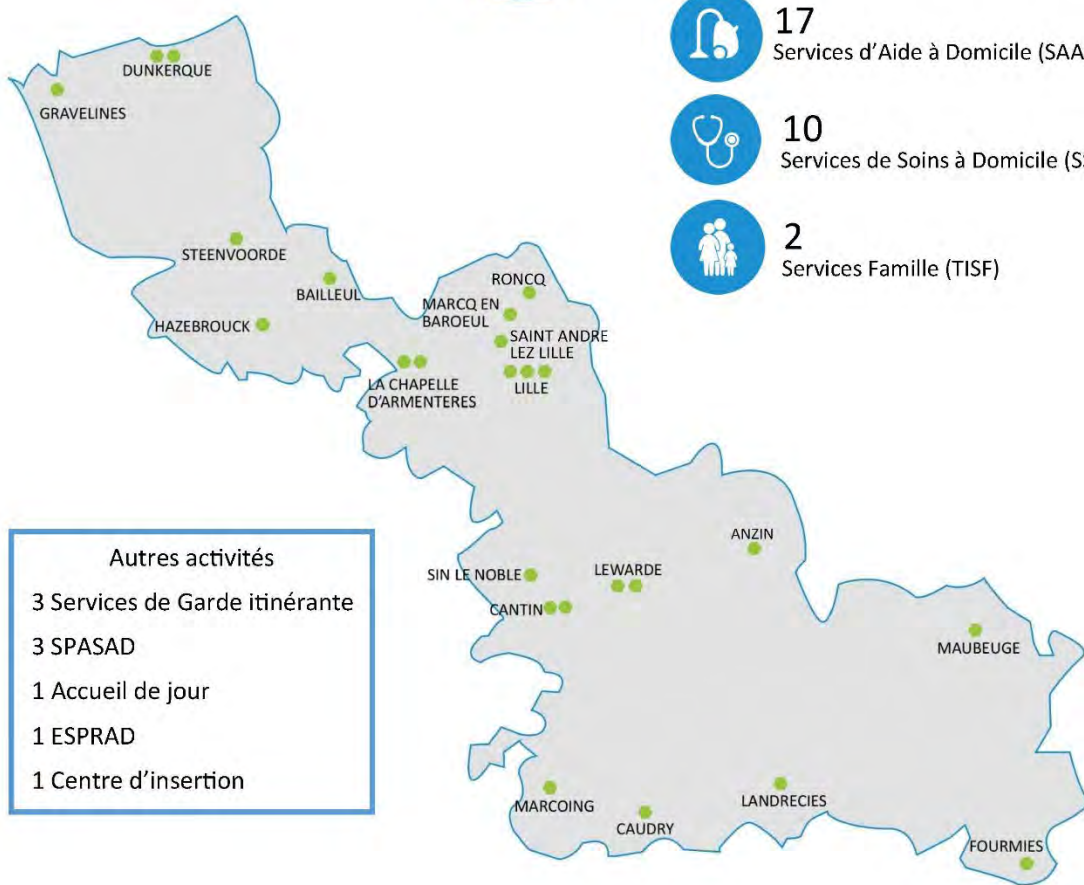 17
Services d'Aide à Domicile (SAA
10
Services de Soins à Domicile (S
2
Services Famille (TISF)
DUNKERQUE
GRAVELINES
STEENVOORDE
BAILLEUL
HAZEBROUCK
RONCQ
MARCQ EN
BAROEUL
SAINT ANDRE
LEZ LILLE
LILLE
LA CHAPELLE
D'ARMENTERES
ANZIN
SIN LE NOBLE
LEWARDE
CANTIN
MAUBEUGE
MARCOING
CAUDRY
LANDRECIES
FOURMIES
Autres activités
3 Services de Garde itinérante
3 SPASAD
1 Accueil de jour
1 ESPRAD
1 Centre d'insertion